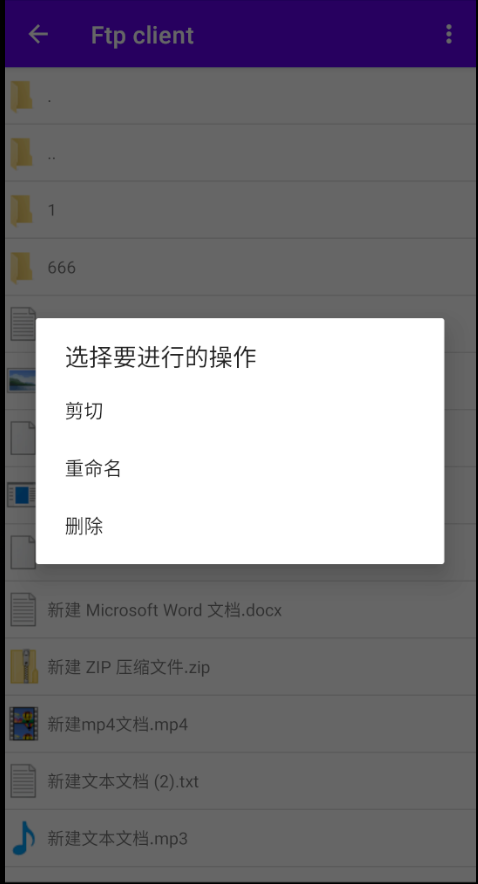 Ftp client
.
..
1
666
选择要进行的操作
剪切
重命名
删除
新建 Microsoft Word 文档.docx
新建 ZIP 压缩文件.zip
新建mp4文档.mp4
新建文本文档 (2).txt
新建文本文档.mp3